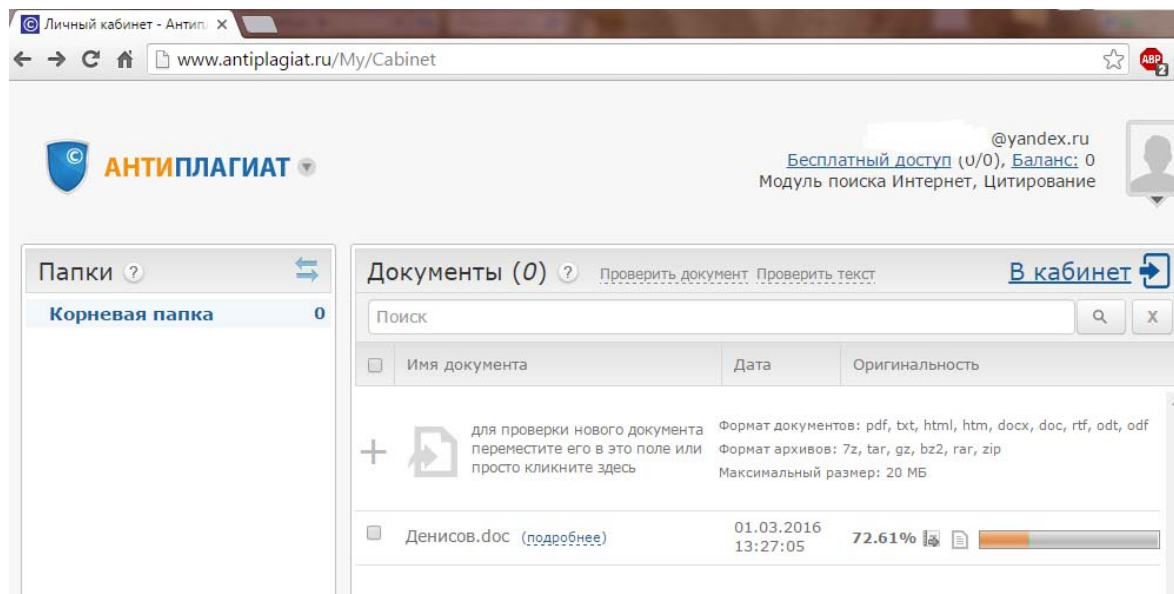 Личный кабинет - Антип
www.antiplagiat.ru/My/Cabinet
ABP
2
@yandex.ru
Бесплатный доступ (0/0), Баланс: 0
Модуль поиска Интернет, Цитирование
© АНТИПЛАГИАТ
Папки ?
Корневая папка 0
Документы (0) ? Проверить документ Проверить текст В кабинет
Поиск X
Имя документа Дата Оригинальность
для проверки нового документа
переместите его в это поле или
просто кликните здесь
Формат документов: pdf, txt, html, htm, docx, doc, rtf, odt, odf
Формат архивов: 7z, tar, gz, bz2, rar, zip
Максимальный размер: 20 МБ
Денисов.doc (подробнее) 01.03.2016
13:27:05
72.61%